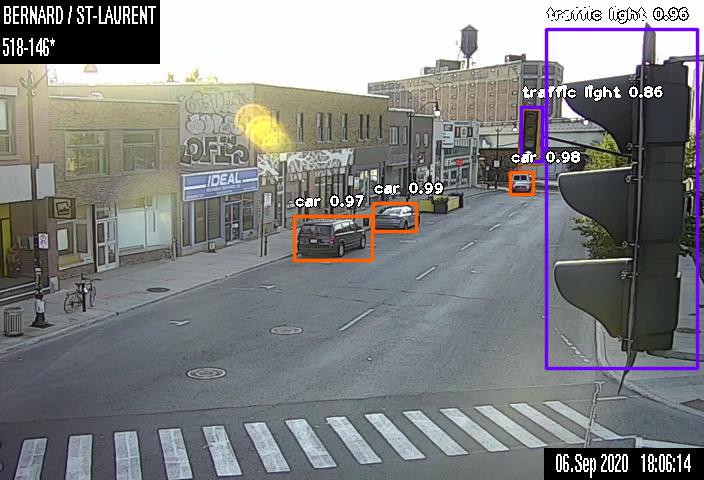 BERNARD / ST-LAURENT
518-146*
traffic light 0.96
traffic light 0.86
car 0.98
car 0.99
car 0.97
IDEAL
06.Sep 2020 18:06:14